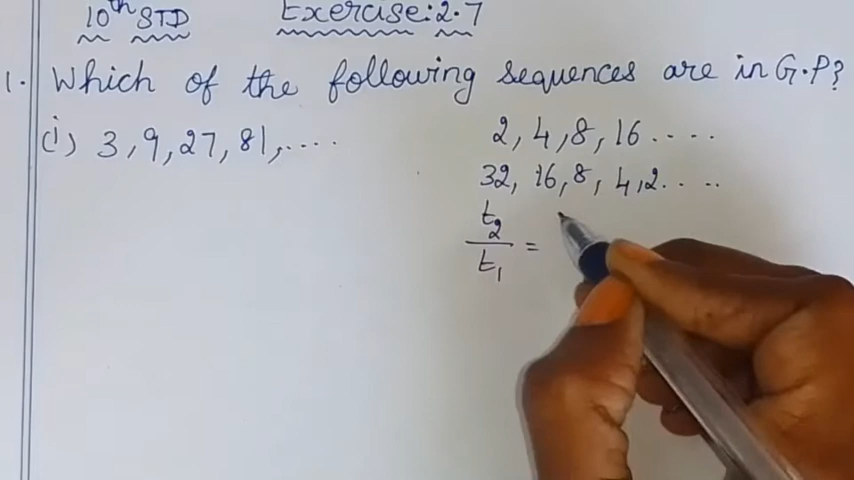 10th STD Exercise: 2.7
1. Which of the following sequences are in G.P?
(i) 3, 9, 27, 81, ....
2, 4, 8, 16 ....
32, 16, 8, 4, 2 ....
t2
/ t1 =